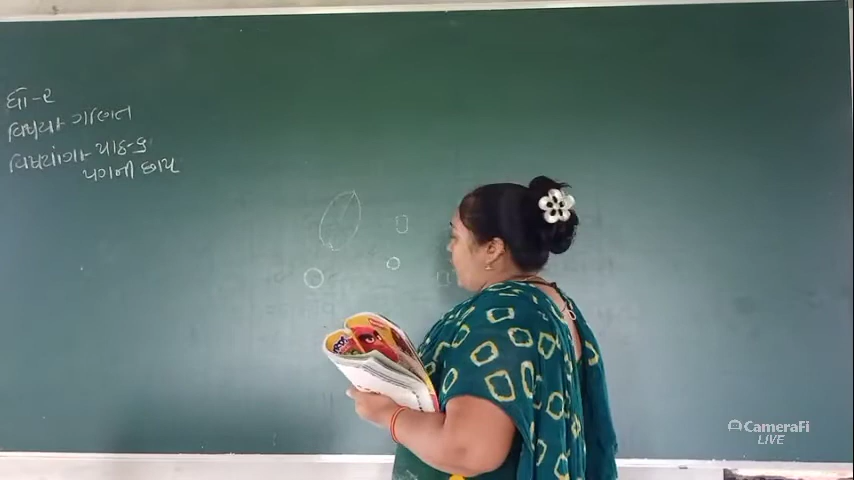 ધો-૨
વિષય- ગણિત
વિષયાંગ- પાઠ-૬
પગની છાપ
CameraFi
LIVE